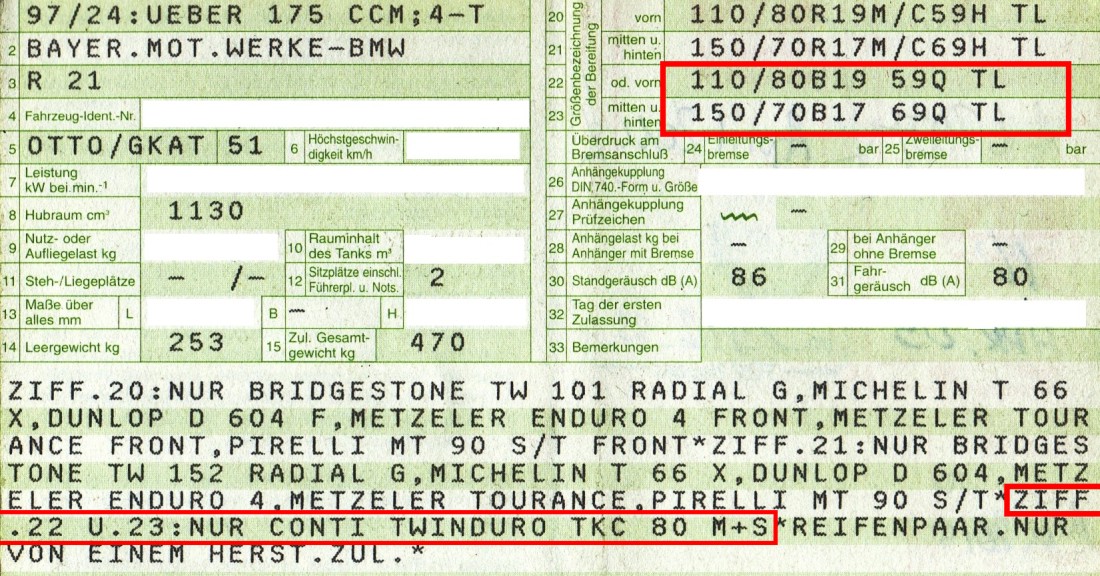 97/24:UEBER 175 CCM;4-T
2 BAYER.MOT.WERKE-BMW
3 R 21
4 Fahrzeug-Ident.-Nr.
5 OTTO/GKAT 51 6 Höchstgeschwin-
digkeit km/h
7 Leistung
kW bei min.-1
8 Hubraum cm³ 1130
9 Nutz- oder
Aufliegelast kg
10 Rauminhalt
des Tanks m³
11 Steh-/Liegeplätze – /– 12 Sitzplätze einschl.
Führerpl. u. Nots. 2
13 Maße über
alles mm L B – H
14 Leergewicht kg 253 15 Zul. Gesamt-
gewicht kg 470
Größenbezeichnung
der Bereifung
20 vorn 110/80R19M/C59H TL
21 mitten u.
hinten 150/70R17M/C69H TL
22 od. vorn 110/80B19 59Q TL
23 mitten u.
hinten 150/70B17 69Q TL
Überdruck am
Bremsanschluß 24 Einleitungs-
bremse – bar 25 Zweileitungs-
bremse – bar
26 Anhängekupplung
DIN 740.-Form u. Größe
27 Anhängekupplung
Prüfzeichen –
28 Anhängelast kg bei
Anhänger mit Bremse – 29 bei Anhänger
ohne Bremse –
30 Standgeräusch dB (A) 86 31 Fahr-
geräusch dB (A) 80
32 Tag der ersten
Zulassung
33 Bemerkungen
ZIFF.20:NUR BRIDGESTONE TW 101 RADIAL G,MICHELIN T 66
X,DUNLOP D 604 F,METZELER ENDURO 4 FRONT,METZELER TOUR
ANCE FRONT,PIRELLI MT 90 S/T FRONT*ZIFF.21:NUR BRIDGES
TONE TW 152 RADIAL G,MICHELIN T 66 X,DUNLOP D 604,METZ
ELER ENDURO 4,METZELER TOURANCE,PIRELLI MT 90 S/T*ZIFF
.22 U.23:NUR CONTI TWINDURO TKC 80 M+S*REIFENPAAR.NUR
VON EINEM HERST.ZUL.*